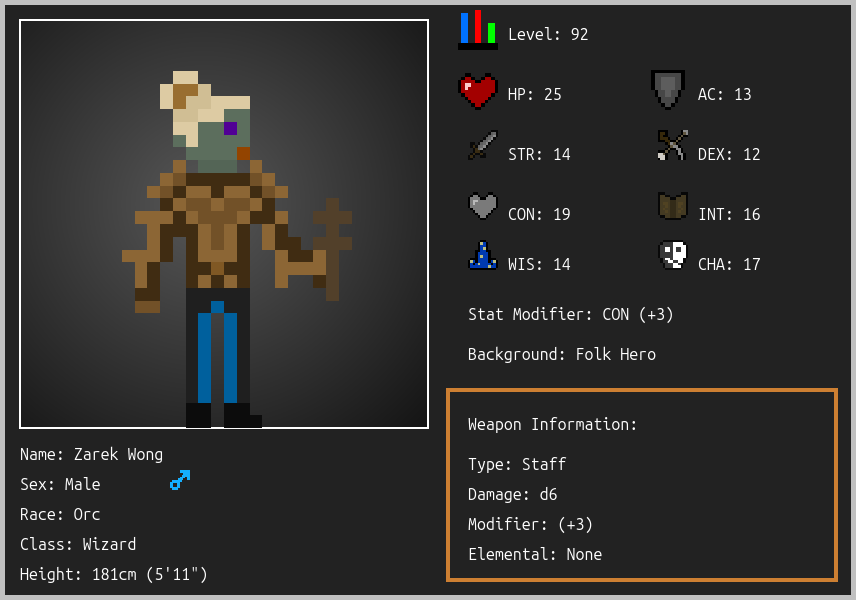 Level: 92
HP: 25
AC: 13
STR: 14
DEX: 12
CON: 19
INT: 16
WIS: 14
CHA: 17
Stat Modifier: CON (+3)
Background: Folk Hero
Weapon Information:
Type: Staff
Damage: d6
Modifier: (+3)
Elemental: None
Name: Zarek Wong
Sex: Male
Race: Orc
Class: Wizard
Height: 181cm (5'11")